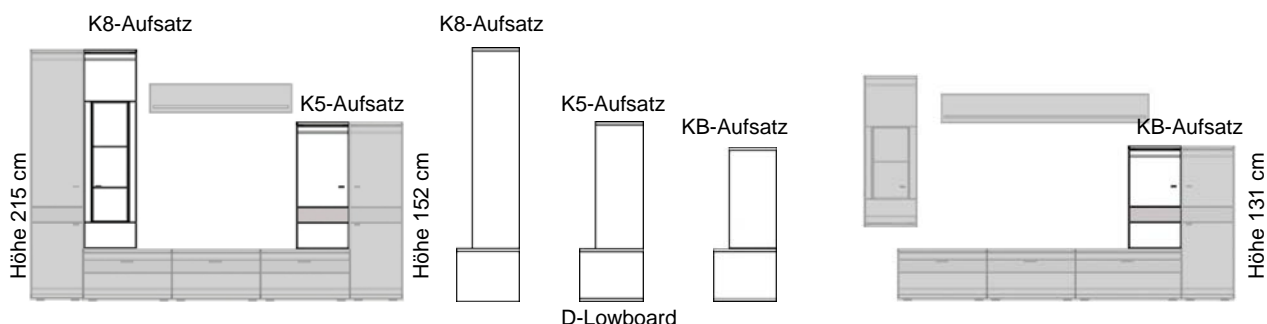 K8-Aufsatz
K8-Aufsatz
K5-Aufsatz
K5-Aufsatz
KB-Aufsatz
KB-Aufsatz
Höhe 215 cm
Höhe 152 cm
Höhe 131 cm
D-Lowboard